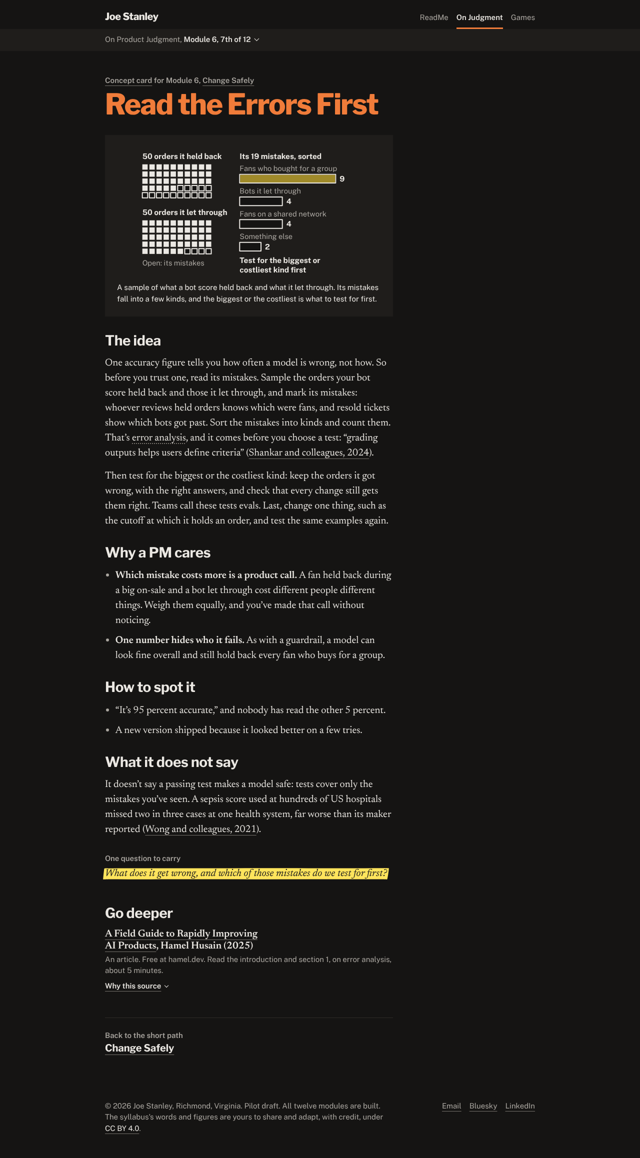 Joe Stanley
ReadMe On Judgment Games
On Product Judgment, Module 6, 7th of 12
Concept card for Module 6, Change Safely
Read the Errors First
50 orders it held back
50 orders it let through
Open: its mistakes
Its 19 mistakes, sorted
Fans who bought for a group
9
Bots it let through
4
Fans on a shared network
4
Something else
2
Test for the biggest or
costliest kind first
A sample of what a bot score held back and what it let through. Its mistakes
fall into a few kinds, and the biggest or the costliest is what to test for first.
The idea
One accuracy figure tells you how often a model is wrong, not how. So
before you trust one, read its mistakes. Sample the orders your bot
score held back and those it let through, and mark its mistakes:
whoever reviews held orders knows which were fans, and resold tickets
show which bots got past. Sort the mistakes into kinds and count them.
That’s error analysis, and it comes before you choose a test: “grading
outputs helps users define criteria” (Shankar and colleagues, 2024).
Then test for the biggest or the costliest kind: keep the orders it got
wrong, with the right answers, and check that every change still gets
them right. Teams call these tests evals. Last, change one thing, such as
the cutoff at which it holds an order, and test the same examples again.
Why a PM cares
Which mistake costs more is a product call. A fan held back during
a big on-sale and a bot let through cost different people different
things. Weigh them equally, and you’ve made that call without
noticing.
One number hides who it fails. As with a guardrail, a model can
look fine overall and still hold back every fan who buys for a group.
How to spot it
“It’s 95 percent accurate,” and nobody has read the other 5 percent.
A new version shipped because it looked better on a few tries.
What it does not say
It doesn’t say a passing test makes a model safe: tests cover only the
mistakes you’ve seen. A sepsis score used at hundreds of US hospitals
missed two in three cases at one health system, far worse than its maker
reported (Wong and colleagues, 2021).
One question to carry
What does it get wrong, and which of those mistakes do we test for first?
Go deeper
A Field Guide to Rapidly Improving
AI Products, Hamel Husain (2025)
An article. Free at hamel.dev. Read the introduction and section 1, on error analysis,
about 5 minutes.
Why this source
Back to the short path
Change Safely
© 2026 Joe Stanley, Richmond, Virginia. Pilot draft. All twelve modules are built.
The syllabus’s words and figures are yours to share and adapt, with credit, under
CC BY 4.0.
Email Bluesky LinkedIn